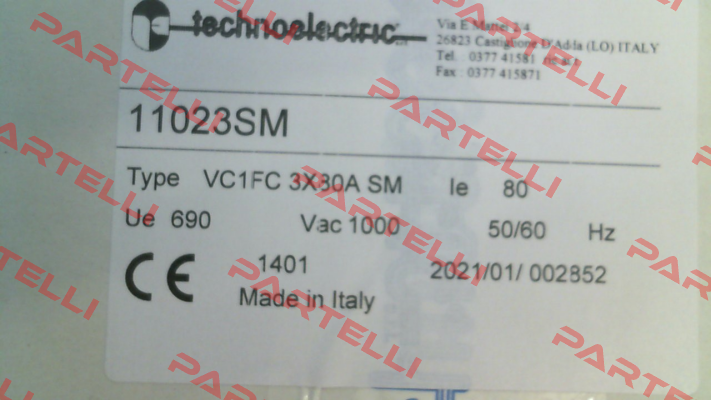 technoelectric
Via E. Mattei 2/4
26823 Castiglione D'Adda (LO) ITALY
Tel. 0377 41581
Fax: 0377 415871
11023SM
Type VC1FC 3X80A SM Ie 80
Ue 690 Vac 1000 50/60 Hz
CE 1401 2021/01/ 002852
Made in Italy
PARTELLI
PARTELLI
PARTELLI
PARTELLI
PARTELLI
PARTELLI
PARTELLI
PARTELLI